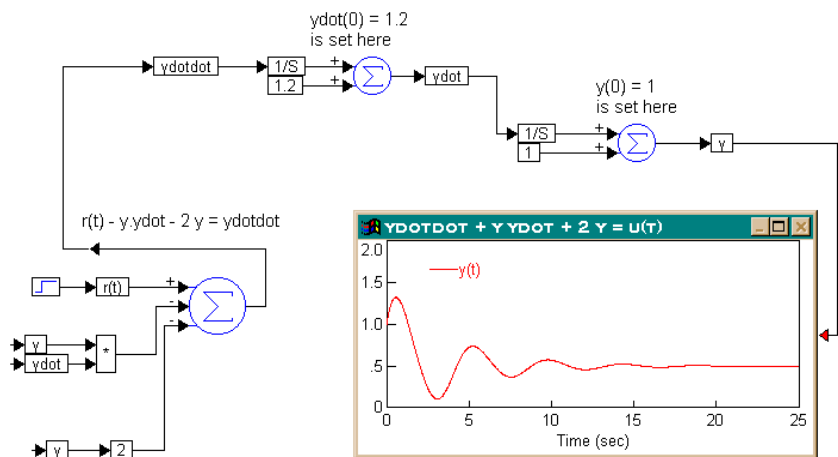 ydot(0) = 1.2
is set here
ydotdot
1/S
1.2
+
+
Σ
ydot
y(0) = 1
is set here
1/S
1
+
+
Σ
y
r(t) - y.ydot - 2 y = ydotdot
r(t)
+
-
-
Σ
y
ydot
*
y
2
YDOTDOT + Y YDOT + 2 Y = U(T)
2.0
1.5
1.0
.5
0
y(t)
0 5 10 15 20 25
Time (sec)